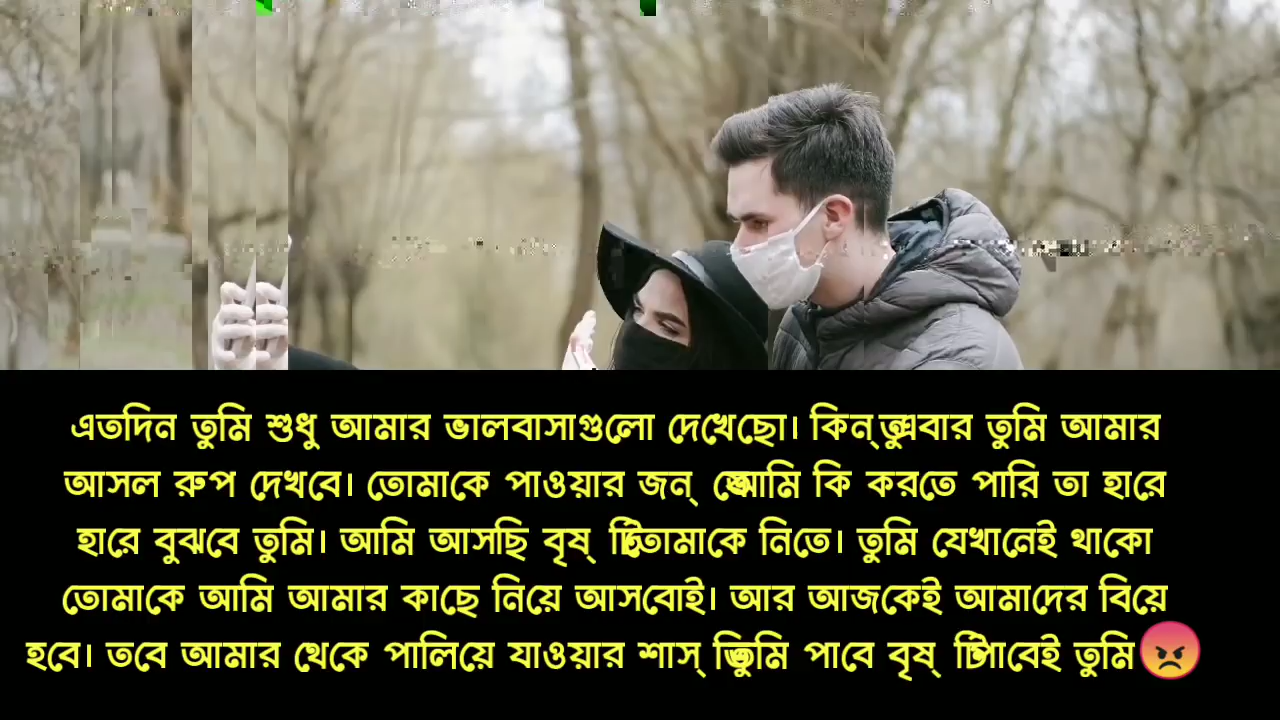 এতদিন তুমি শুধু আমার ভালবাসাগুলো দেখেছো। কিন্তু এবার তুমি আমার
আসল রুপ দেখবে। তোমাকে পাওয়ার জন্যে আমি কি করতে পারি তা হারে
হারে বুঝবে তুমি। আমি আসছি বৃষ্টি তোমাকে নিতে। তুমি যেখানেই থাকো
তোমাকে আমি আমার কাছে নিয়ে আসবোই। আর আজকেই আমাদের বিয়ে
হবে। তবে আমার থেকে পালিয়ে যাওয়ার শাস্তি তুমি পাবে বৃষ্টি পাবেই তুমি😡